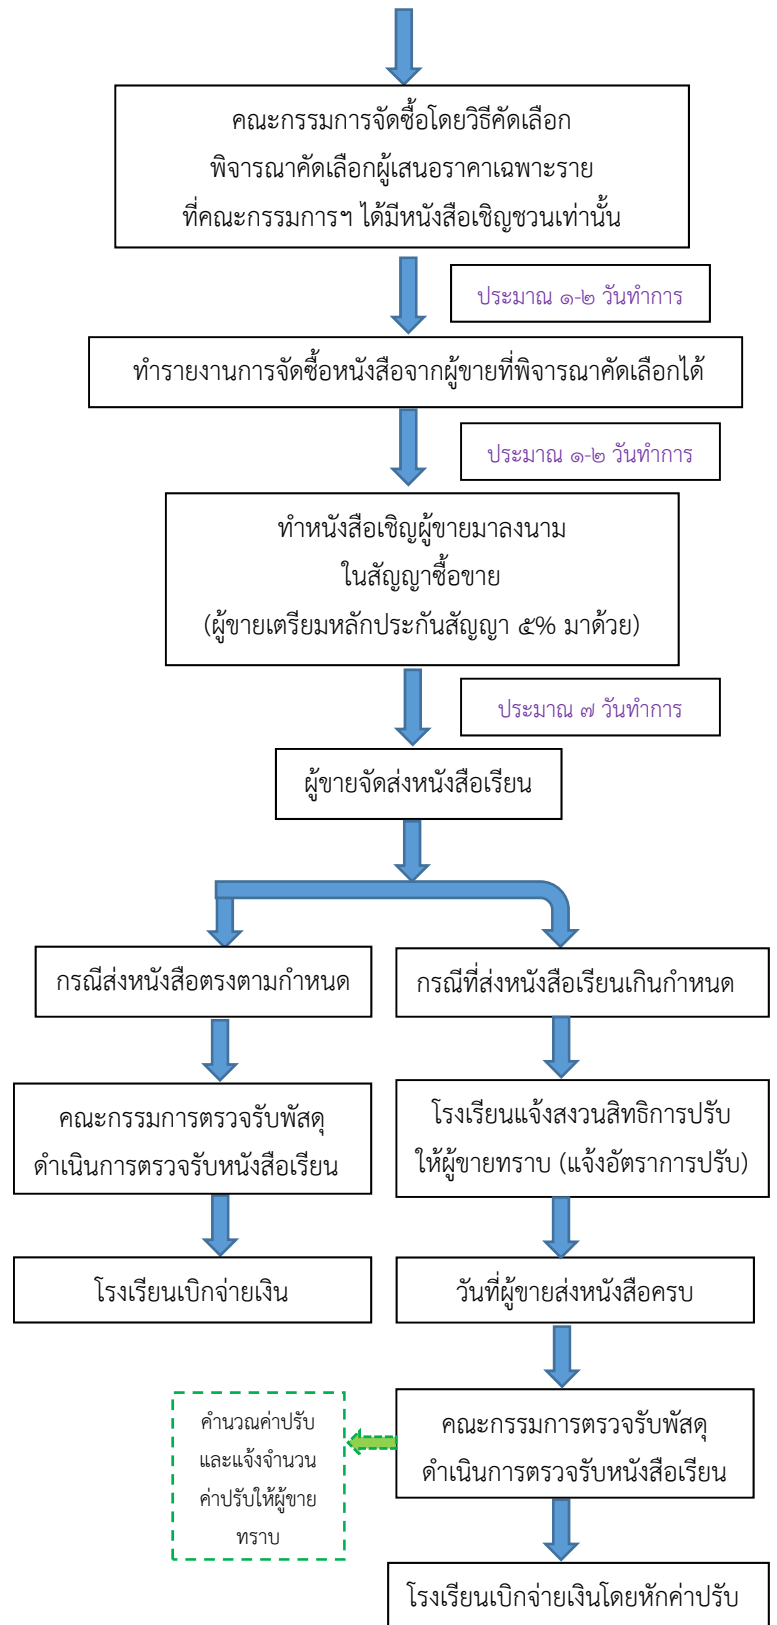 คณะกรรมการจัดซื้อโดยวิธีคัดเลือก
พิจารณาคัดเลือกผู้เสนอราคาเฉพาะราย
ที่คณะกรรมการฯ ได้มีหนังสือเชิญชวนเท่านั้น
ประมาณ ๑-๒ วันทำการ
ทำรายงานการจัดซื้อหนังสือจากผู้ขายที่พิจารณาคัดเลือกได้
ประมาณ ๑-๒ วันทำการ
ทำหนังสือเชิญผู้ขายมาลงนาม
ในสัญญาซื้อขาย
(ผู้ขายเตรียมหลักประกันสัญญา ๕% มาด้วย)
ประมาณ ๗ วันทำการ
ผู้ขายจัดส่งหนังสือเรียน
กรณีส่งหนังสือตรงตามกำหนด
กรณีที่ส่งหนังสือเรียนเกินกำหนด
คณะกรรมการตรวจรับพัสดุ
ดำเนินการตรวจรับหนังสือเรียน
โรงเรียนแจ้งสงวนสิทธิการปรับ
ให้ผู้ขายทราบ (แจ้งอัตราการปรับ)
โรงเรียนเบิกจ่ายเงิน
วันที่ผู้ขายส่งหนังสือครบ
คณะกรรมการตรวจรับพัสดุ
ดำเนินการตรวจรับหนังสือเรียน
คำนวณค่าปรับ
และแจ้งจำนวน
ค่าปรับให้ผู้ขาย
ทราบ
โรงเรียนเบิกจ่ายเงินโดยหักค่าปรับ